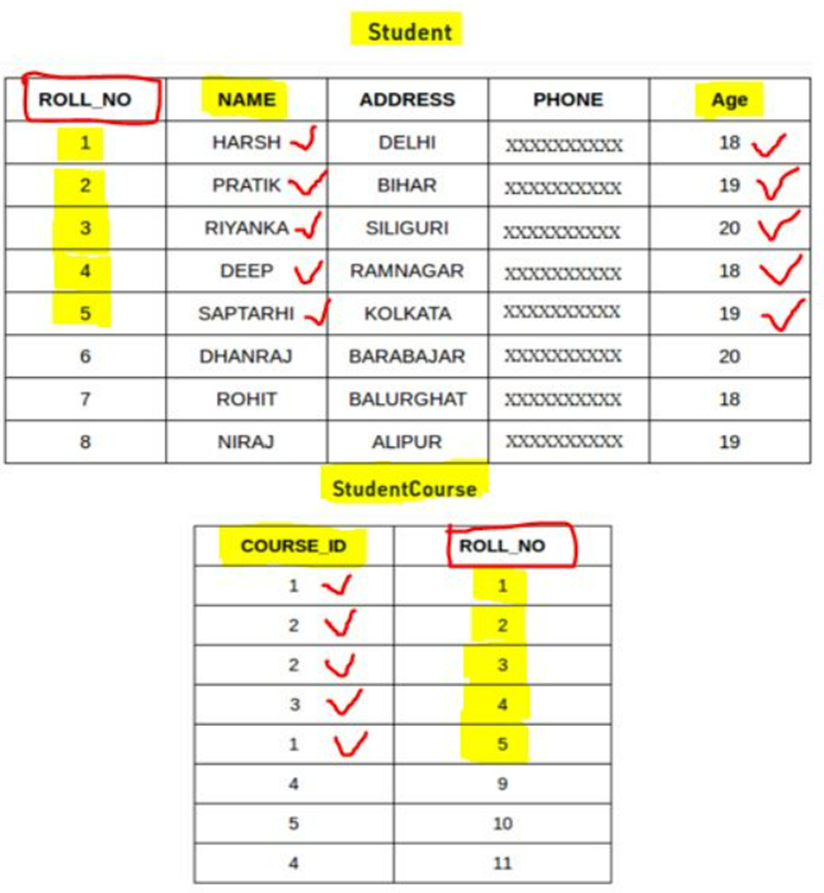 Student
ROLL_NO NAME ADDRESS PHONE Age
1 HARSH DELHI XXXXXXXXXX 18
2 PRATIK BIHAR XXXXXXXXXX 19
3 RIYANKA SILIGURI XXXXXXXXXX 20
4 DEEP RAMNAGAR XXXXXXXXXX 18
5 SAPTARHI KOLKATA XXXXXXXXXX 19
6 DHANRAJ BARABAJAR XXXXXXXXXX 20
7 ROHIT BALURGHAT XXXXXXXXXX 18
8 NIRAJ ALIPUR XXXXXXXXXX 19
StudentCourse
COURSE_ID ROLL_NO
1 1
2 2
2 3
3 4
1 5
4 9
5 10
4 11